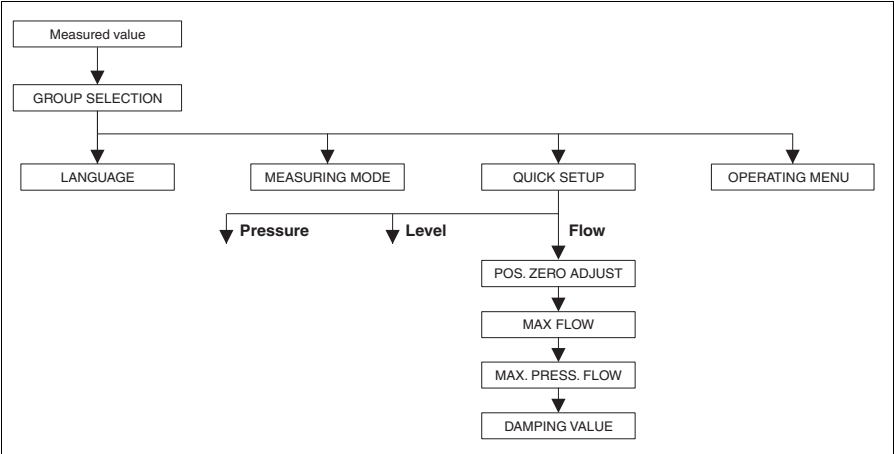 Measured value
GROUP SELECTION
LANGUAGE
MEASURING MODE
QUICK SETUP
OPERATING MENU
Pressure
Level
Flow
POS. ZERO ADJUST
MAX FLOW
MAX. PRESS. FLOW
DAMPING VALUE